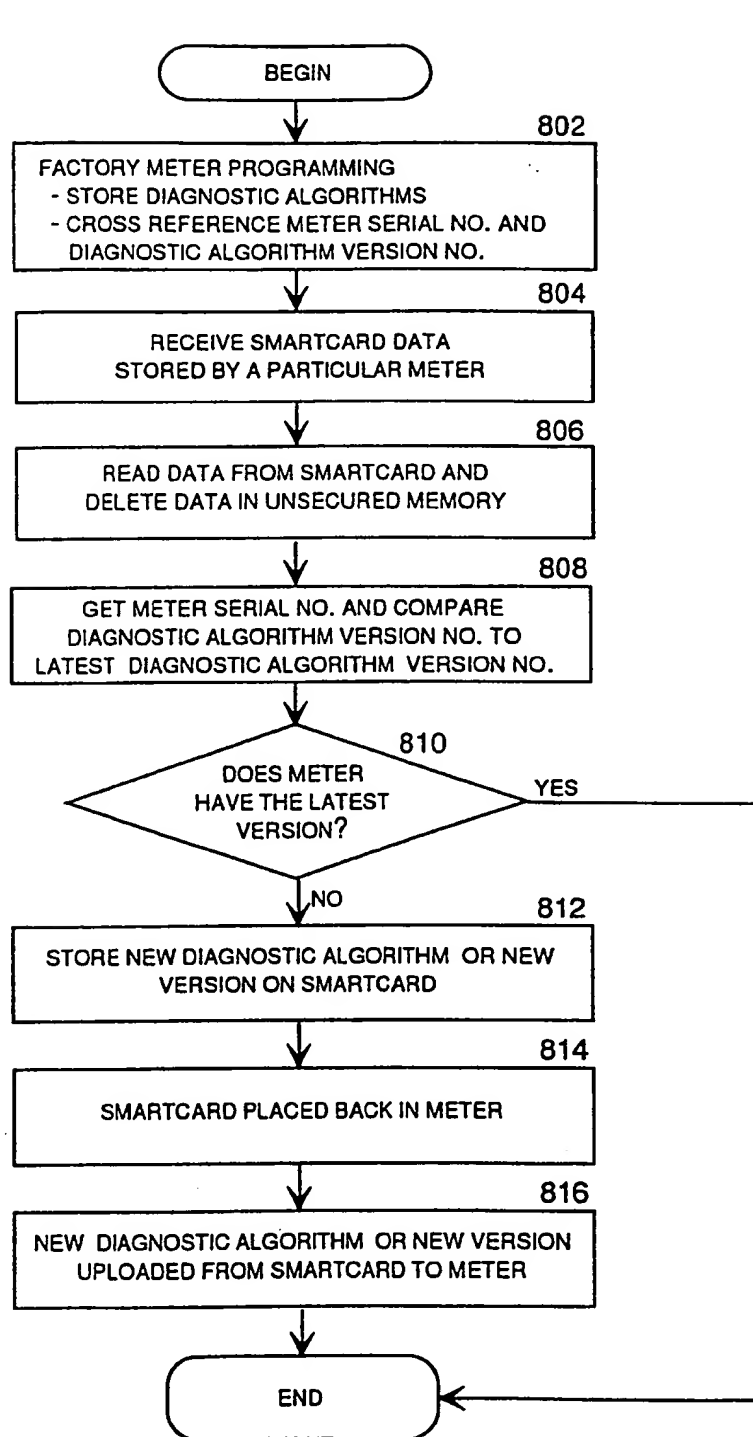 BEGIN
802
FACTORY METER PROGRAMMING
- STORE DIAGNOSTIC ALGORITHMS
- CROSS REFERENCE METER SERIAL NO. AND
DIAGNOSTIC ALGORITHM VERSION NO.
804
RECEIVE SMARTCARD DATA
STORED BY A PARTICULAR METER
806
READ DATA FROM SMARTCARD AND
DELETE DATA IN UNSECURED MEMORY
808
GET METER SERIAL NO. AND COMPARE
DIAGNOSTIC ALGORITHM VERSION NO. TO
LATEST DIAGNOSTIC ALGORITHM VERSION NO.
810
DOES METER
HAVE THE LATEST
VERSION?
YES
NO
812
STORE NEW DIAGNOSTIC ALGORITHM OR NEW
VERSION ON SMARTCARD
814
SMARTCARD PLACED BACK IN METER
816
NEW DIAGNOSTIC ALGORITHM OR NEW VERSION
UPLOADED FROM SMARTCARD TO METER
END